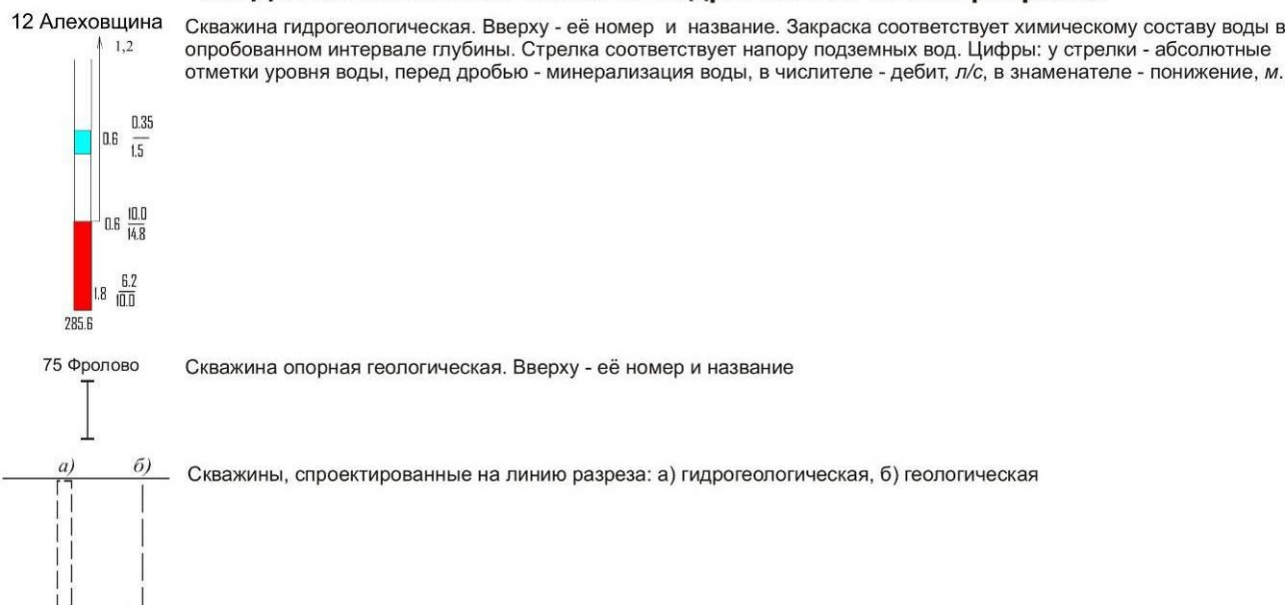 12 Алеховщина
Скважина гидрогеологическая. Вверху - её номер и название. Закраска соответствует химическому составу воды в
опробованном интервале глубины. Стрелка соответствует напору подземных вод. Цифры: у стрелки - абсолютные
отметки уровня воды, перед дробью - минерализация воды, в числителе - дебит, л/с, в знаменателе - понижение, м.
1,2
0.35
0.6
1.5
10.0
0.6
14.8
6.2
1.8
10.0
285.6
75 Фролово
Скважина опорная геологическая. Вверху - её номер и название
а) б)
Скважины, спроектированные на линию разреза: а) гидрогеологическая, б) геологическая